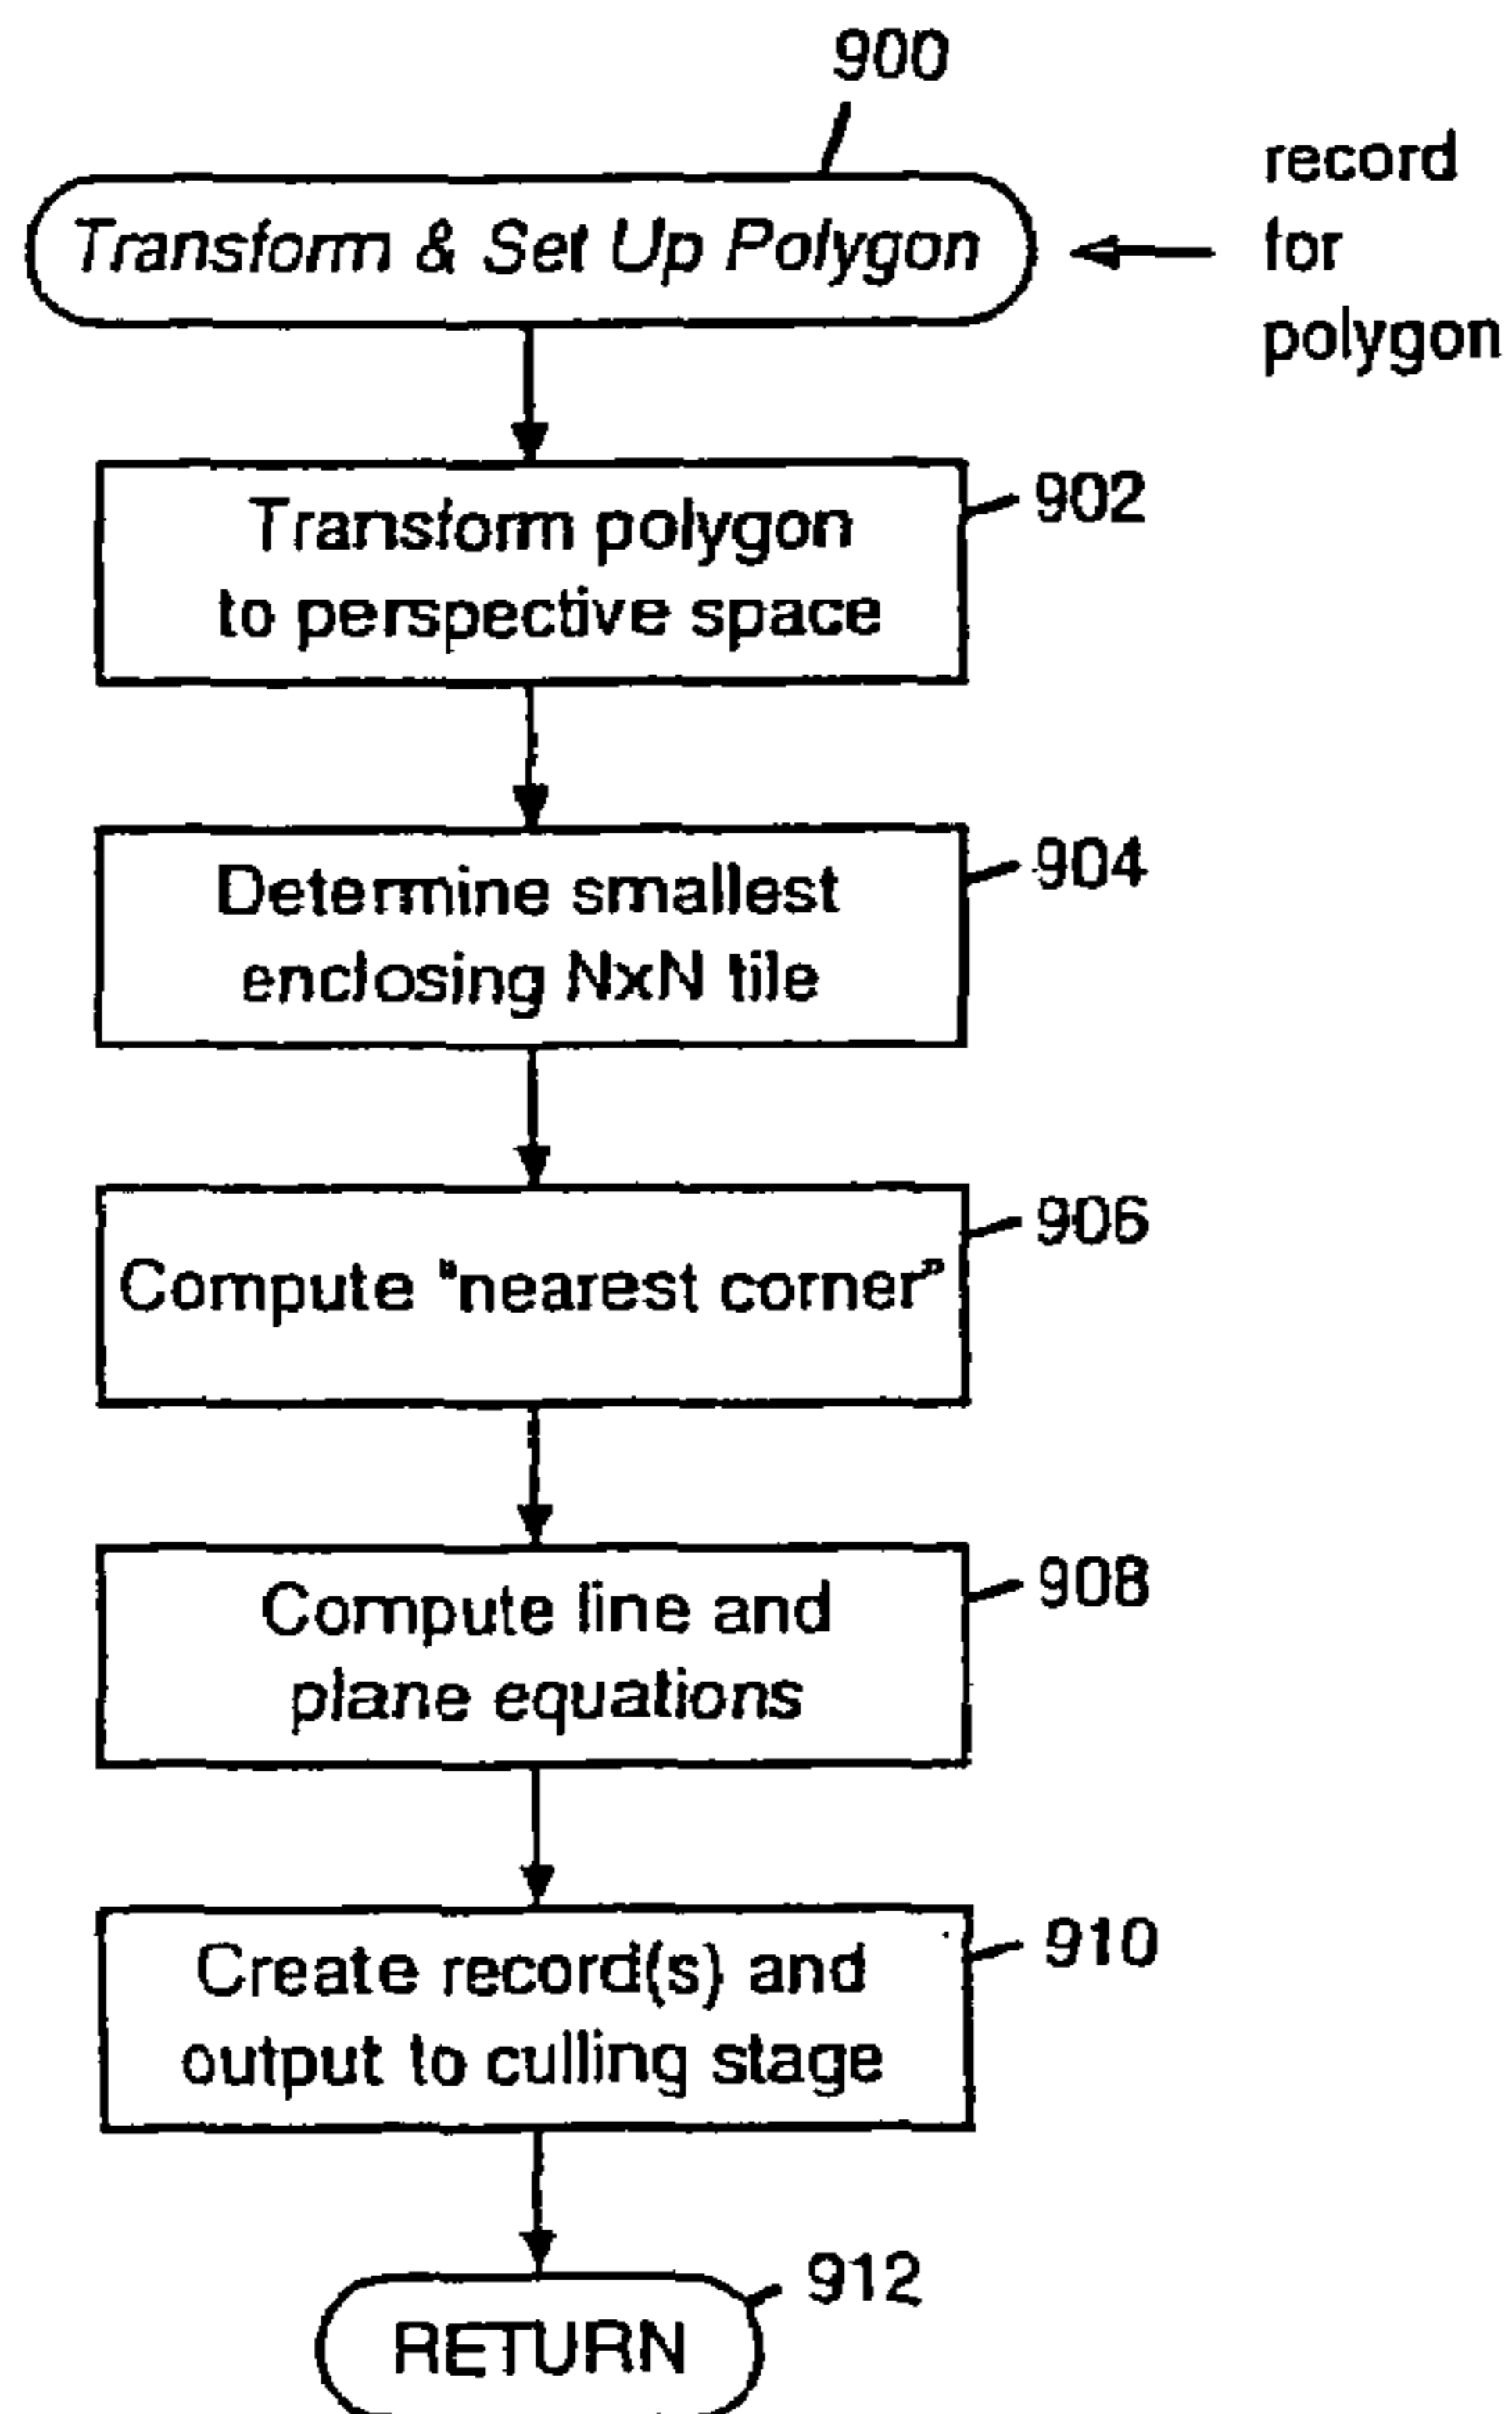 900
Transform & Set Up Polygon
record
for
polygon
Transform polygon
to perspective space
902
Determine smallest
enclosing NxN tile
904
Compute "nearest corner"
906
Compute line and
plane equations
908
Create record(s) and
output to culling stage
910
RETURN
912